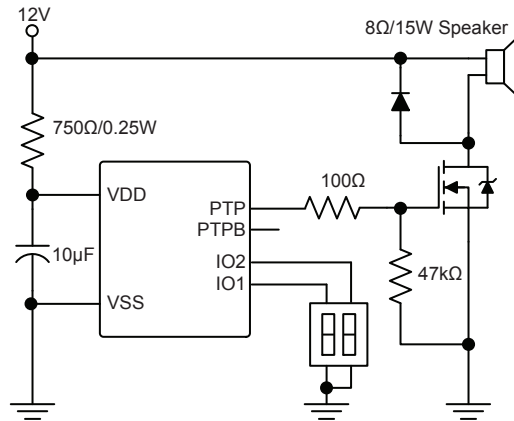 12V
8Ω/15W Speaker
750Ω/0.25W
VDD
PTP
100Ω
PTPB
10µF
IO2
IO1
47kΩ
VSS